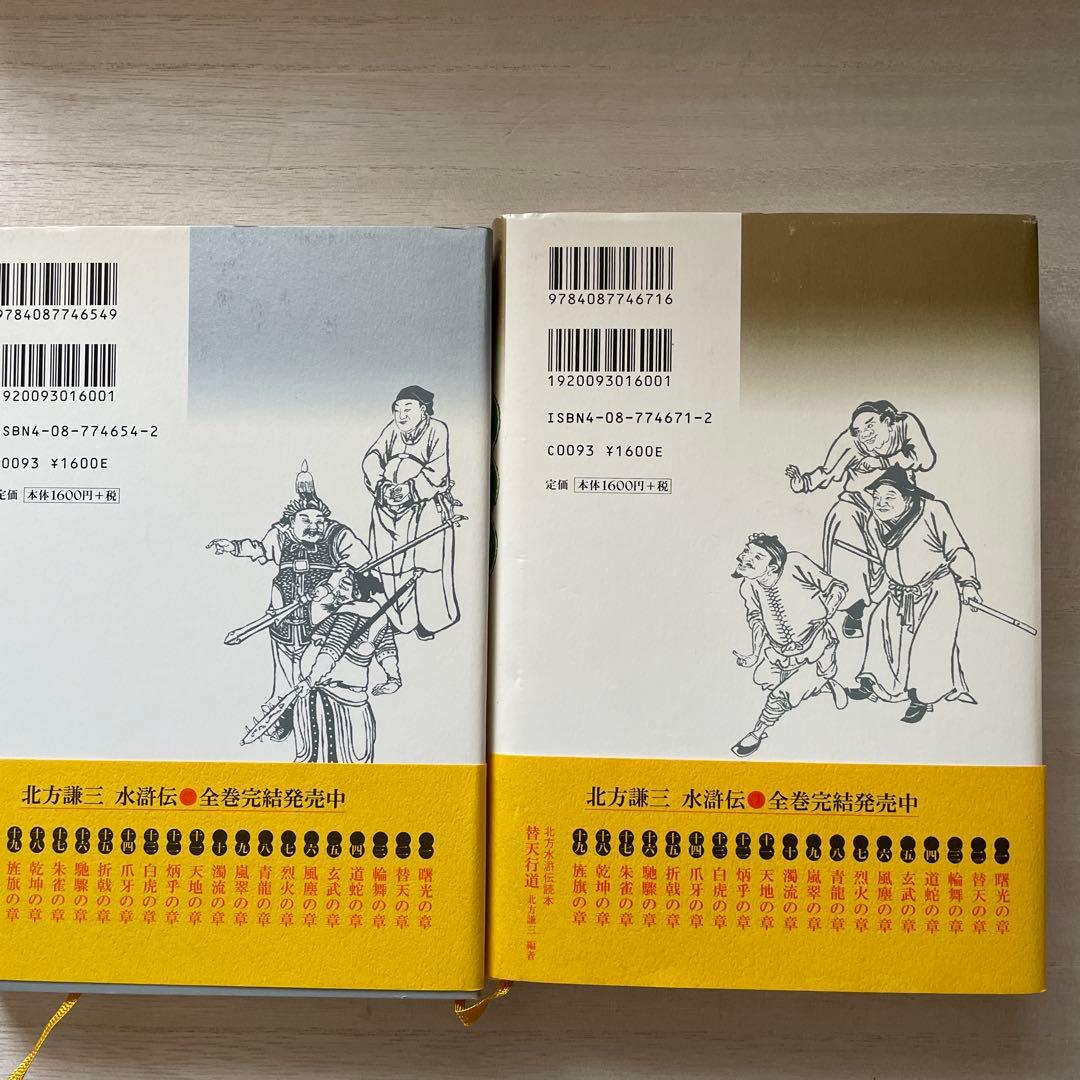 9784087746549
920093016001
SBN4-08-774654-2
0093 ¥1600E
定価 本体1600円+税
北方謙三 水滸伝 全巻完結発売中
一 曙光の章
二 替天の章
三 輪舞の章
四 道蛇の章
五 玄武の章
六 風塵の章
七 烈火の章
八 青龍の章
九 嵐翠の章
十 濁流の章
十一 天地の章
十二 炳乎の章
十三 白虎の章
十四 爪牙の章
十五 折戟の章
十六 馳驟の章
十七 朱雀の章
十八 乾坤の章
十九 旌旗の章
9784087746716
1920093016001
ISBN4-08-774671-2
C0093 ¥1600E
定価 本体1600円+税
北方謙三 水滸伝 全巻完結発売中
一 曙光の章
二 替天の章
三 輪舞の章
四 道蛇の章
五 玄武の章
六 風塵の章
七 烈火の章
八 青龍の章
九 嵐翠の章
十 濁流の章
十一 天地の章
十二 炳乎の章
十三 白虎の章
十四 爪牙の章
十五 折戟の章
十六 馳驟の章
十七 朱雀の章
十八 乾坤の章
十九 旌旗の章
北方水滸伝読本
替天行道 北方謙三 編著